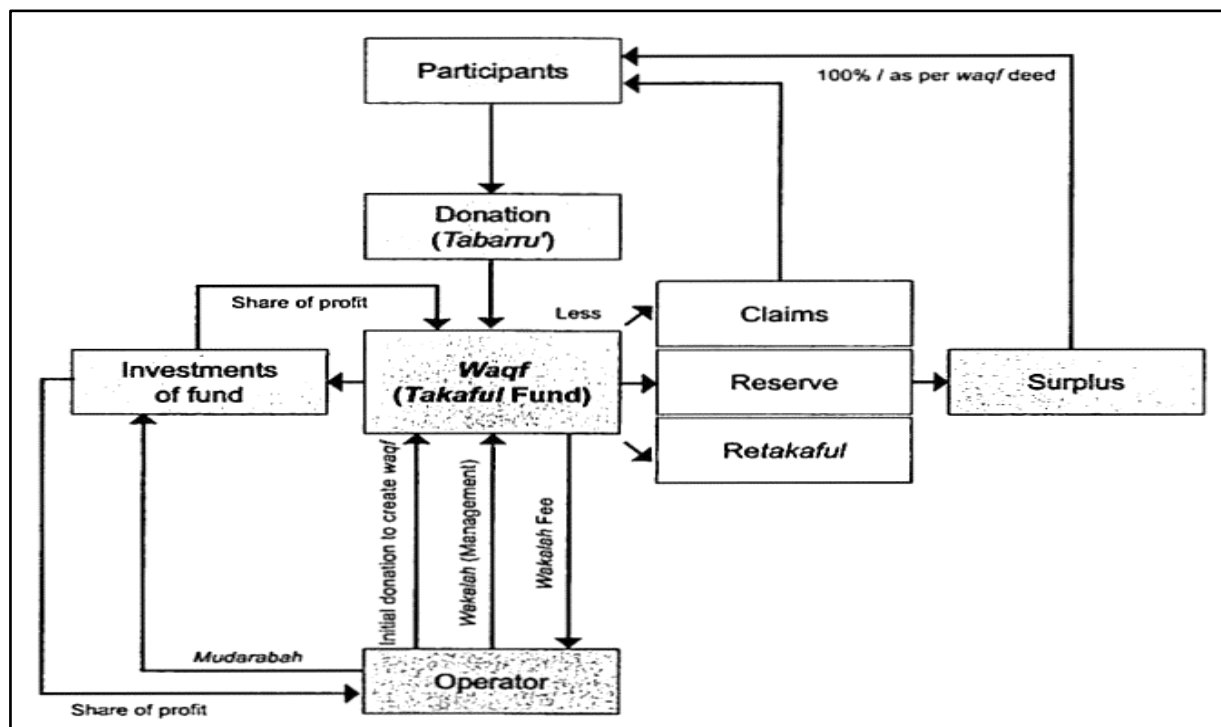 Participants
100% / as per waqf deed
Donation
(Tabarru')
Share of profit
Less
Claims
Investments
of fund
Waqf
(Takaful Fund)
Reserve
Surplus
Retakaful
Initial donation to create waqf
Wakalah (Management)
Wakalah Fee
Mudarabah
Operator
Share of profit